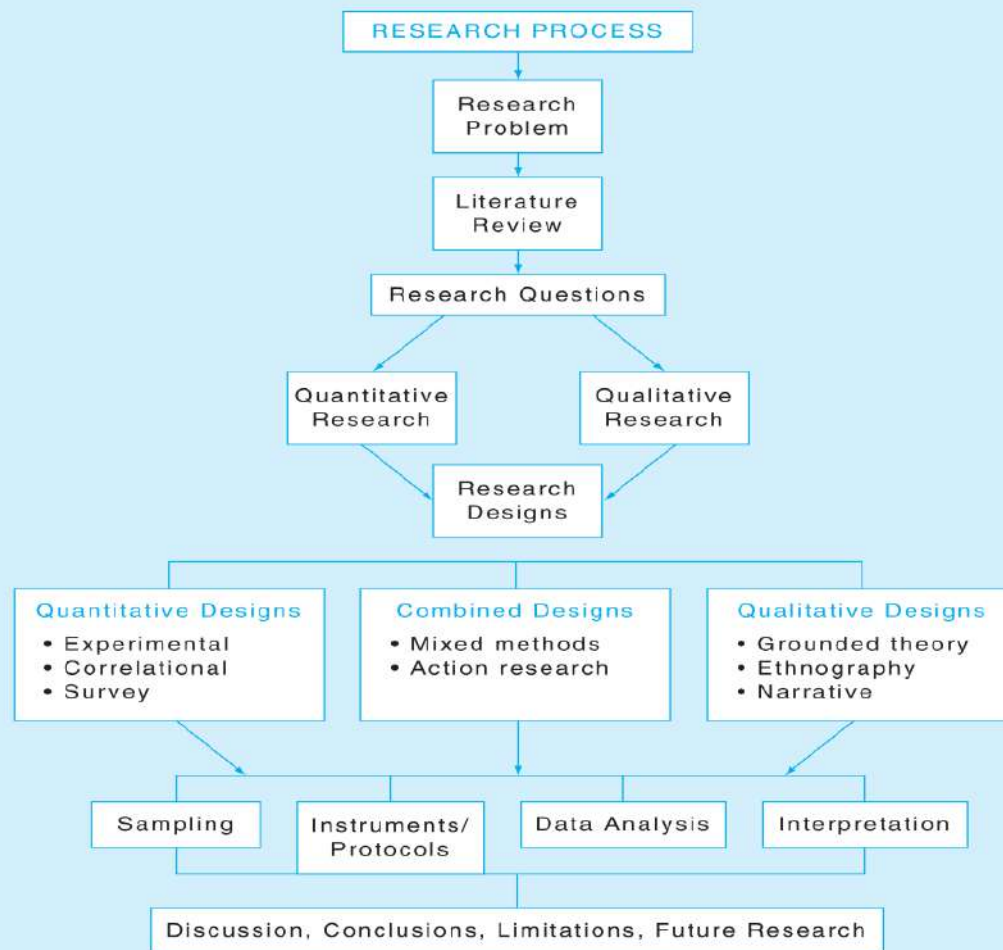 RESEARCH PROCESS
Research
Problem
Literature
Review
Research Questions
Quantitative
Research
Qualitative
Research
Research
Designs
Quantitative Designs
• Experimental
• Correlational
• Survey
Combined Designs
• Mixed methods
• Action research
Qualitative Designs
• Grounded theory
• Ethnography
• Narrative
Sampling
Instruments/
Protocols
Data Analysis
Interpretation
Discussion, Conclusions, Limitations, Future Research